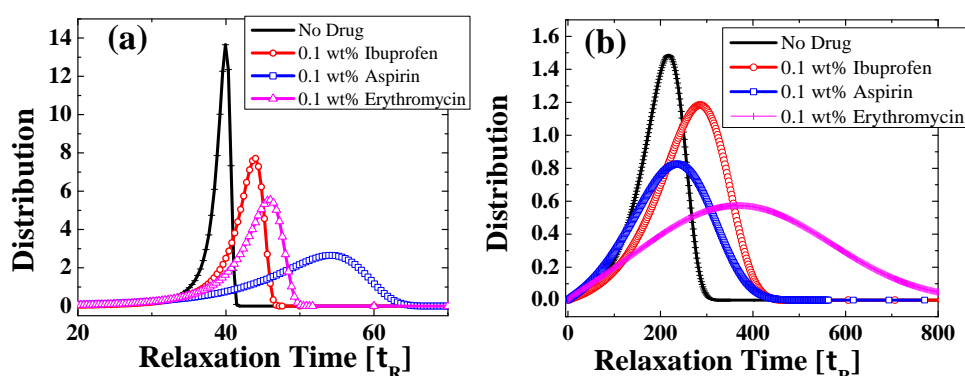 (a)
No Drug
0.1 wt% Ibuprofen
0.1 wt% Aspirin
0.1 wt% Erythromycin
14
12
10
8
6
4
2
0
Distribution
20 40 60
Relaxation Time [t_R]
(b)
No Drug
0.1 wt% Ibuprofen
0.1 wt% Aspirin
0.1 wt% Erythromycin
1.6
1.4
1.2
1.0
0.8
0.6
0.4
0.2
0.0
Distribution
0 200 400 600 800
Relaxation Time [t_R]